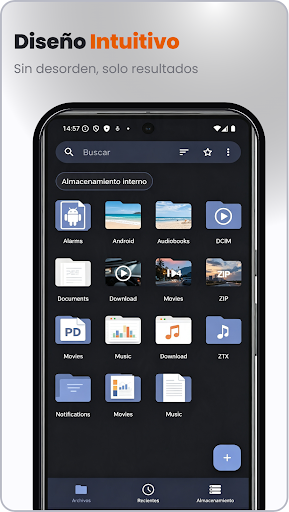 Diseño Intuitivo
Sin desorden, solo resultados
14:57
Buscar
Almacenamiento interno
Alarms Android Audiobooks DCIM
ZIP
Documents Download Movies ZIP
PD
Movies Music Download ZTX
Notifications Movies Music
+
Archivos Recientes Almacenamiento